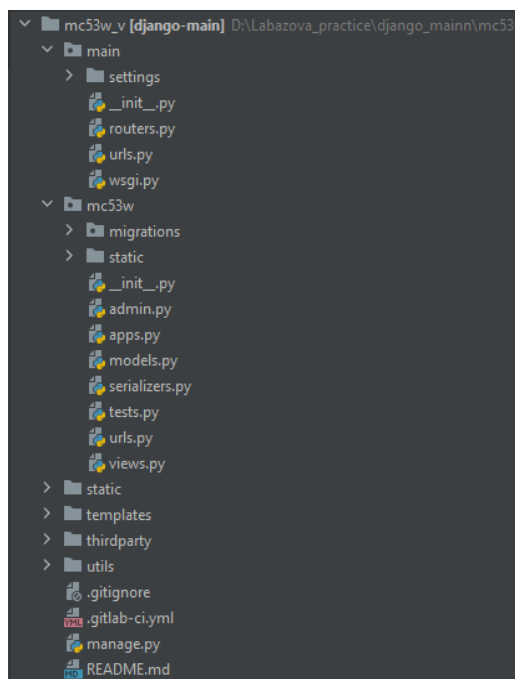 mc53w_v [django-main] D:\Labazova_practice\django_mainn\mc53
main
settings
__init__.py
routers.py
urls.py
wsgi.py
mc53w
migrations
static
__init__.py
admin.py
apps.py
models.py
serializers.py
tests.py
urls.py
views.py
static
templates
thirdparty
utils
.gitignore
YML .gitlab-ci.yml
manage.py
MD README.md